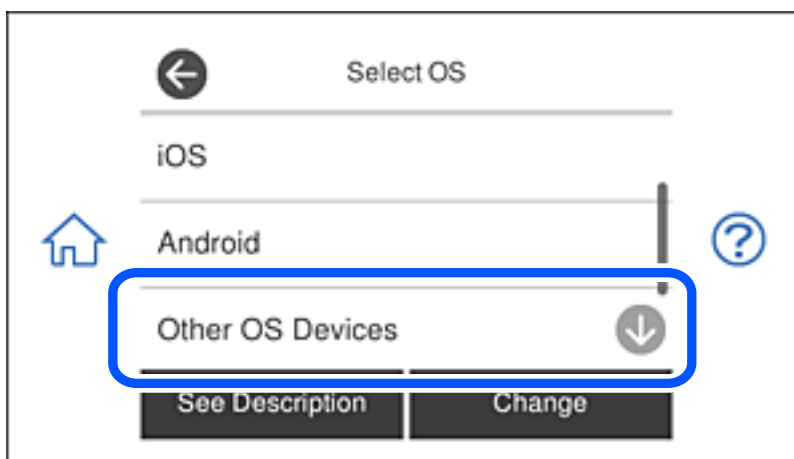 Select OS
iOS
Android
Other OS Devices
See Description Change